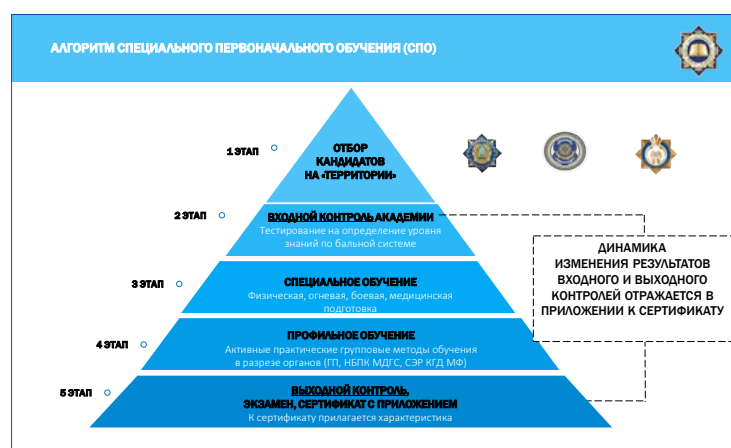 АЛГОРИТМ СПЕЦИАЛЬНОГО ПЕРВОНАЧАЛЬНОГО ОБУЧЕНИЯ (СПО)
1 ЭТАП
ОТБОР
КАНДИДАТОВ
НА «ТЕРРИТОРИИ»
2 ЭТАП
ВХОДНОЙ КОНТРОЛЬ АКАДЕМИИ
Тестирование на определение уровня
знаний по бальной системе
3 ЭТАП
СПЕЦИАЛЬНОЕ ОБУЧЕНИЕ
Физическая, огневая, боевая, медицинская
подготовка
4 ЭТАП
ПРОФИЛЬНОЕ ОБУЧЕНИЕ
Активные практические групповые методы обучения
в разрезе органов (ГП, НБПК МДГС, СЭР КГД МФ)
5 ЭТАП
ВЫХОДНОЙ КОНТРОЛЬ,
ЭКЗАМЕН, СЕРТИФИКАТ С ПРИЛОЖЕНИЕМ
К сертификату прилагается характеристика
ДИНАМИКА
ИЗМЕНЕНИЯ РЕЗУЛЬТАТОВ
ВХОДНОГО И ВЫХОДНОГО
КОНТРОЛЕЙ ОТРАЖАЕТСЯ В
ПРИЛОЖЕНИИ К СЕРТИФИКАТУ